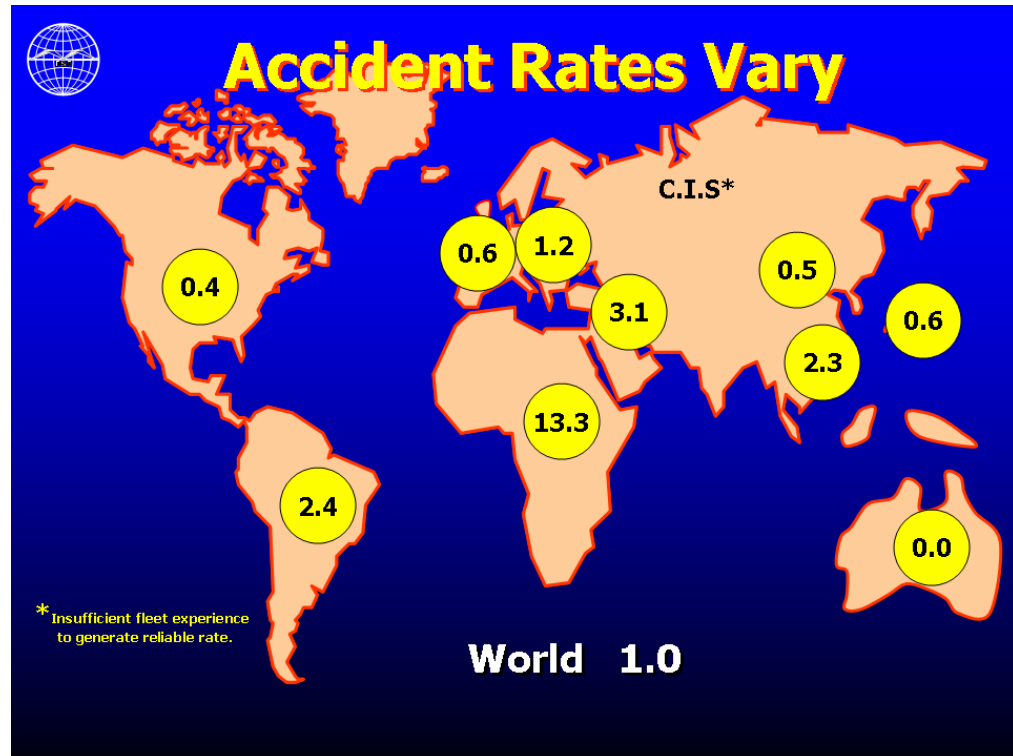 Accident Rates Vary
C.I.S*
0.6
1.2
0.5
0.4
3.1
0.6
2.3
13.3
2.4
0.0
* Insufficient fleet experience
to generate reliable rate.
World 1.0